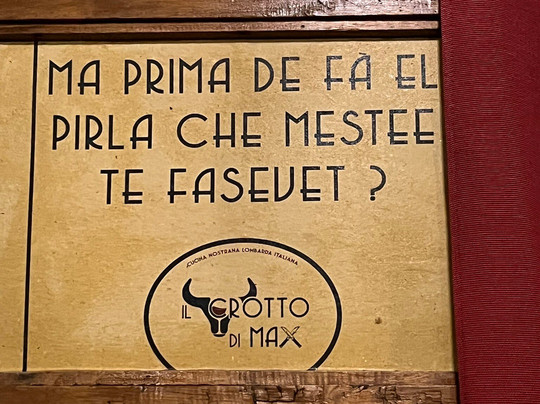 MA PRIMA DE FÀ EL
PIRLA CHE MESTEE
TE FASEVET ?
CUCINA NOSTRANA LOMBARDA ITALIANA
IL GROTTO
DI MAX